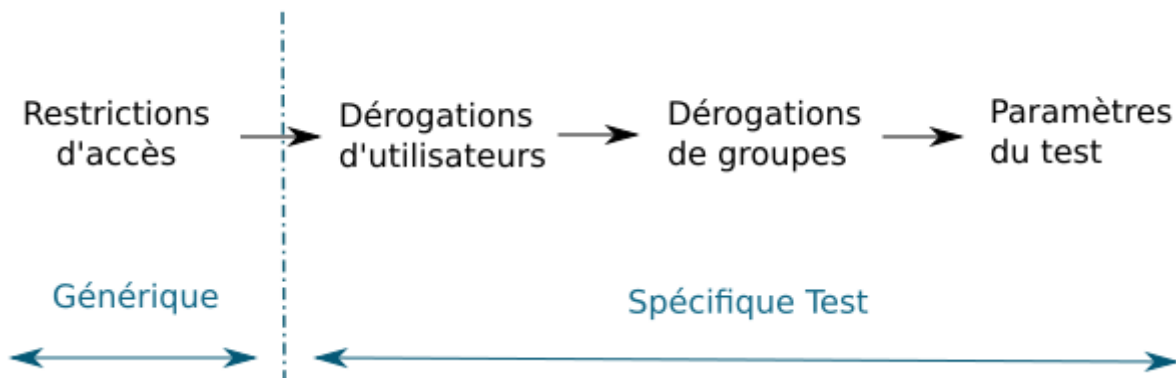 Restrictions
d'accès
Dérogations
d'utilisateurs
Dérogations
de groupes
Paramètres
du test
Générique
Spécifique Test